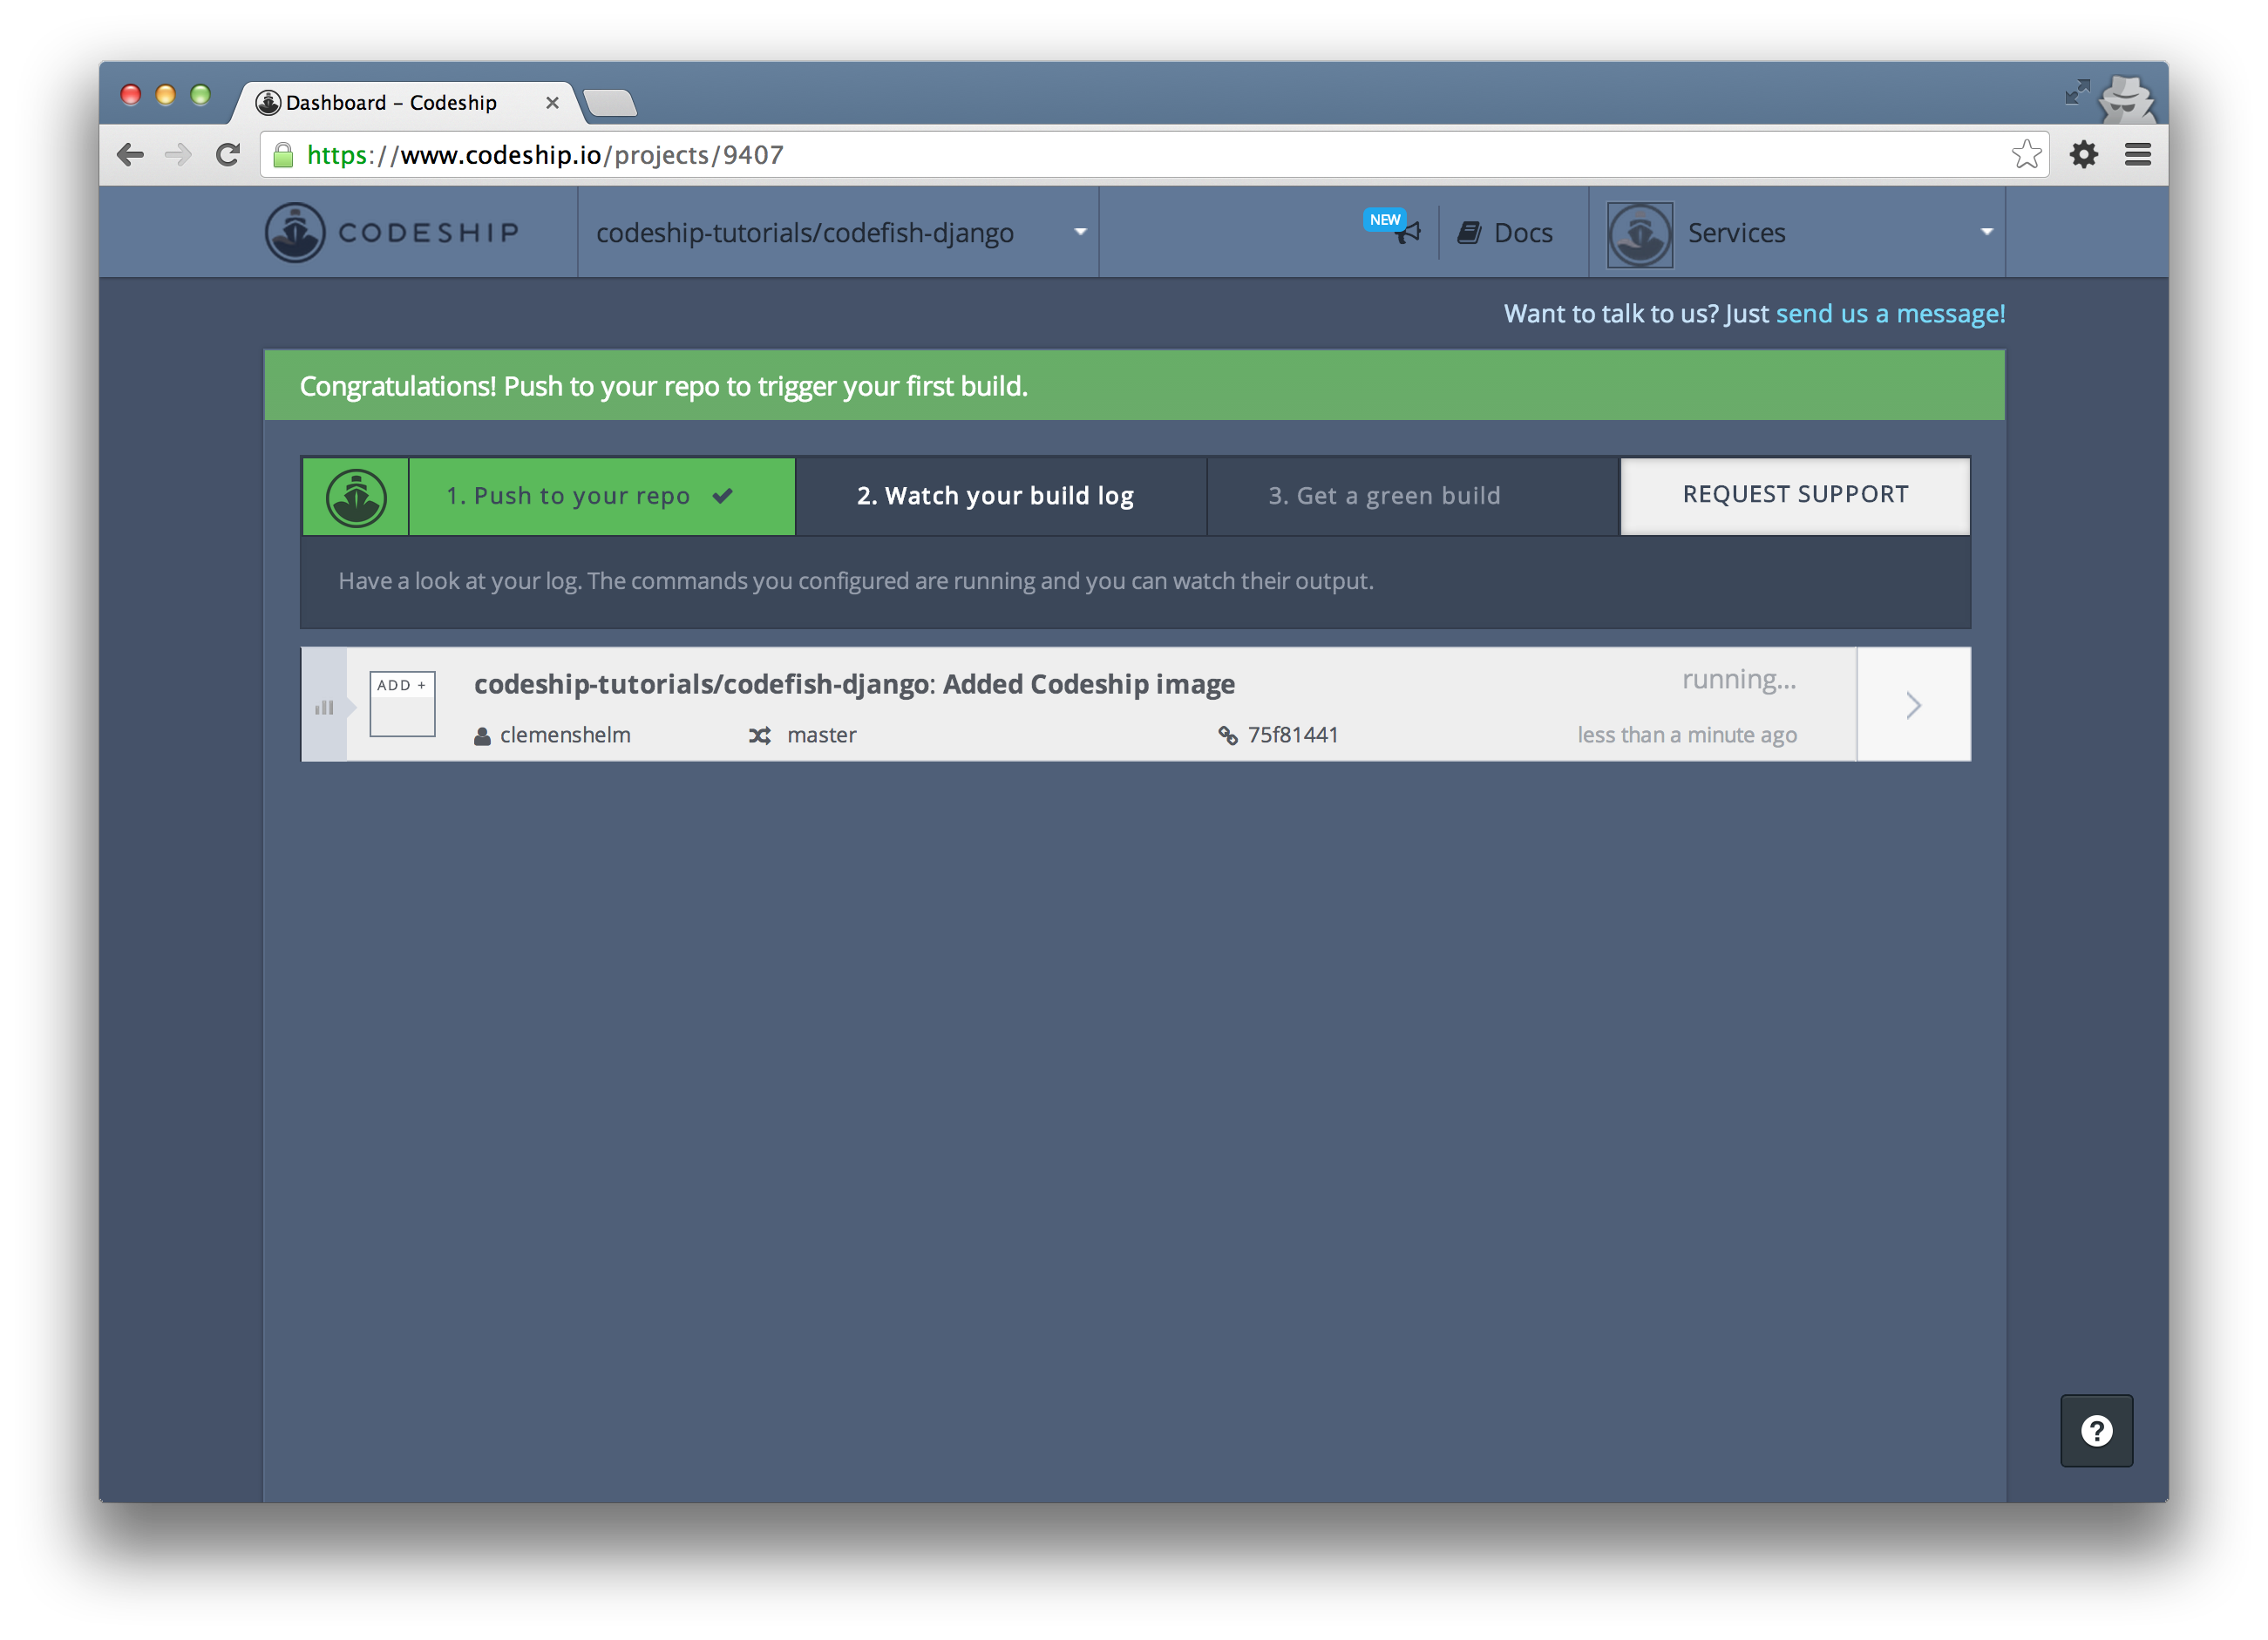 Dashboard – Codeship
https://www.codeship.io/projects/9407
CODESHIP
codeship-tutorials/codefish-django
NEW
Docs
Services
Want to talk to us? Just send us a message!
Congratulations! Push to your repo to trigger your first build.
1. Push to your repo
2. Watch your build log
3. Get a green build
REQUEST SUPPORT
Have a look at your log. The commands you configured are running and you can watch their output.
ADD +
codeship-tutorials/codefish-django: Added Codeship image
running...
clemenshelm
master
75f81441
less than a minute ago
?